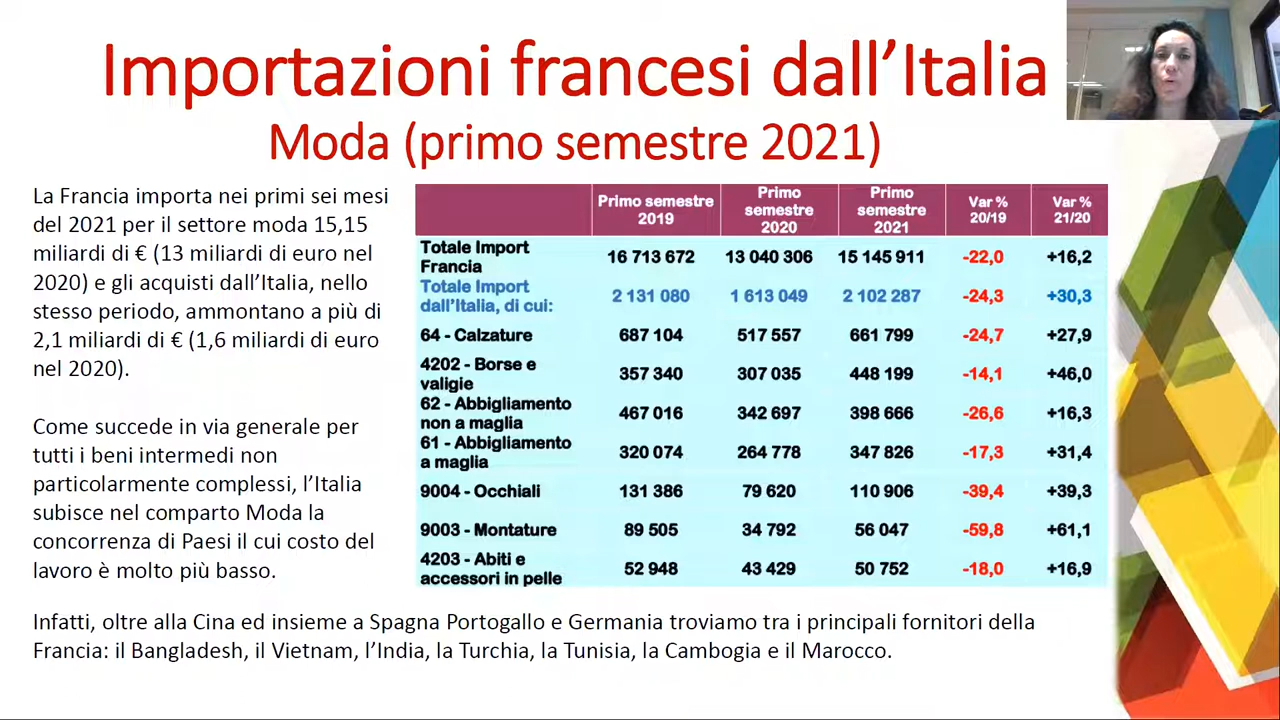 Importazioni francesi dall'Italia
Moda (primo semestre 2021)
La Francia importa nei primi sei mesi
del 2021 per il settore moda 15,15
miliardi di € (13 miliardi di euro nel
2020) e gli acquisti dall'Italia, nello
stesso periodo, ammontano a più di
2,1 miliardi di € (1,6 miliardi di euro
nel 2020).
Come succede in via generale per
tutti i beni intermedi non
particolarmente complessi, l'Italia
subisce nel comparto Moda la
concorrenza di Paesi il cui costo del
lavoro è molto più basso.
Primo semestre
2019
Primo
semestre
2020
Primo
semestre
2021
Var %
20/19
Var %
21/20
Totale Import
Francia
16 713 672 13 040 306 15 145 911 -22,0 +16,2
Totale Import
dall'Italia, di cui:
2 131 080 1 613 049 2 102 287 -24,3 +30,3
64 - Calzature 687 104 517 557 661 799 -24,7 +27,9
4202 - Borse e
valigie
357 340 307 035 448 199 -14,1 +46,0
62 - Abbigliamento
non a maglia
467 016 342 697 398 666 -26,6 +16,3
61 - Abbigliamento
a maglia
320 074 264 778 347 826 -17,3 +31,4
9004 - Occhiali 131 386 79 620 110 906 -39,4 +39,3
9003 - Montature 89 505 34 792 56 047 -59,8 +61,1
4203 - Abiti e
accessori in pelle
52 948 43 429 50 752 -18,0 +16,9
Infatti, oltre alla Cina ed insieme a Spagna Portogallo e Germania troviamo tra i principali fornitori della
Francia: il Bangladesh, il Vietnam, l'India, la Turchia, la Tunisia, la Cambogia e il Marocco.